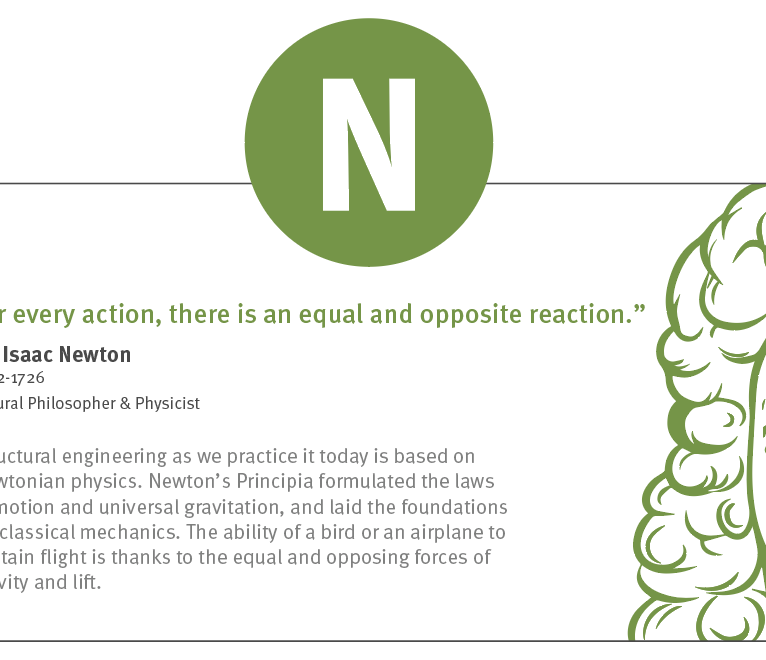 N
r every action, there is an equal and opposite reaction.”
Isaac Newton
2-1726
ural Philosopher & Physicist
uctural engineering as we practice it today is based on
wtonian physics. Newton’s Principia formulated the laws
motion and universal gravitation, and laid the foundations
classical mechanics. The ability of a bird or an airplane to
tain flight is thanks to the equal and opposing forces of
vity and lift.